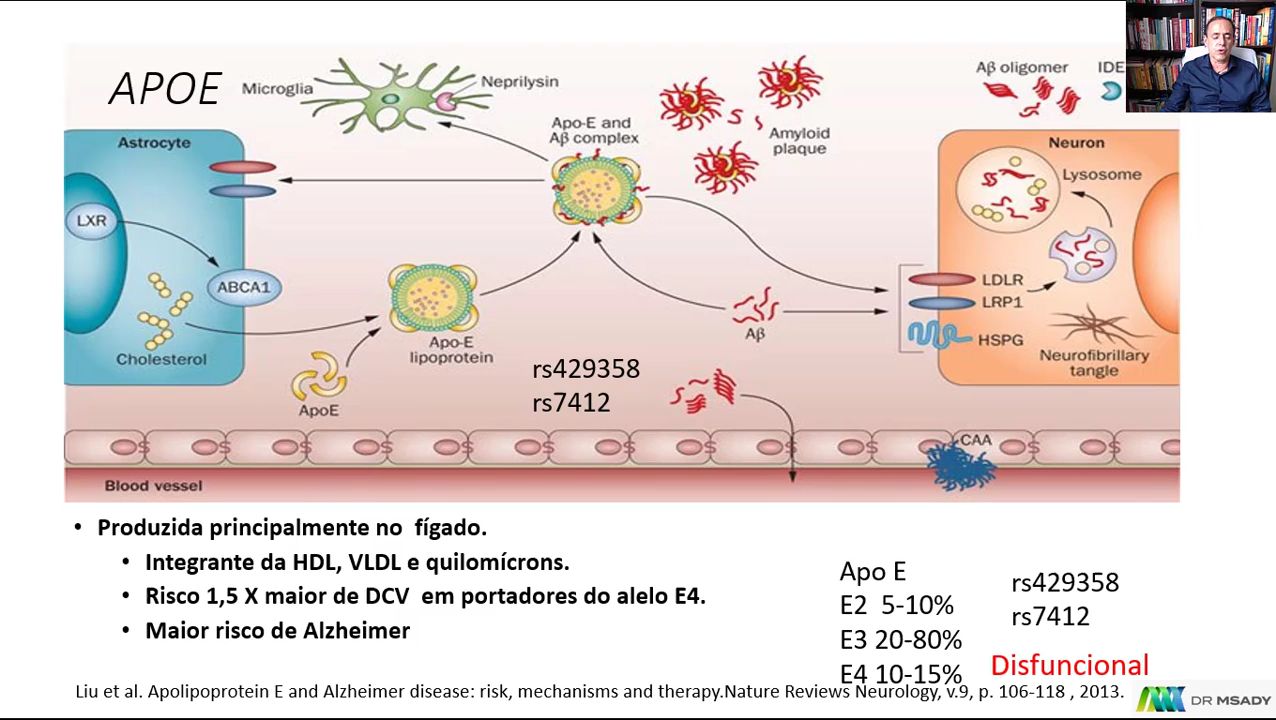 APOE
Microglia
Neprilysin
Apo-E and
Aβ complex
Amyloid
plaque
Aβ oligomer
IDE
Astrocyte
Neuron
Lysosome
LXR
ABCA1
Cholesterol
ApoE
Apo-E
lipoprotein
Aβ
LDLR
LRP1
HSPG
Neurofibrillary
tangle
rs429358
rs7412
CAA
Blood vessel
• Produzida principalmente no fígado.
• Integrante da HDL, VLDL e quilomícrons.
• Risco 1,5 X maior de DCV em portadores do alelo E4.
• Maior risco de Alzheimer
Apo E
E2 5-10%
E3 20-80%
E4 10-15%
rs429358
rs7412
Disfuncional
Liu et al. Apolipoprotein E and Alzheimer disease: risk, mechanisms and therapy.Nature Reviews Neurology, v.9, p. 106-118 , 2013.
DR MSADY